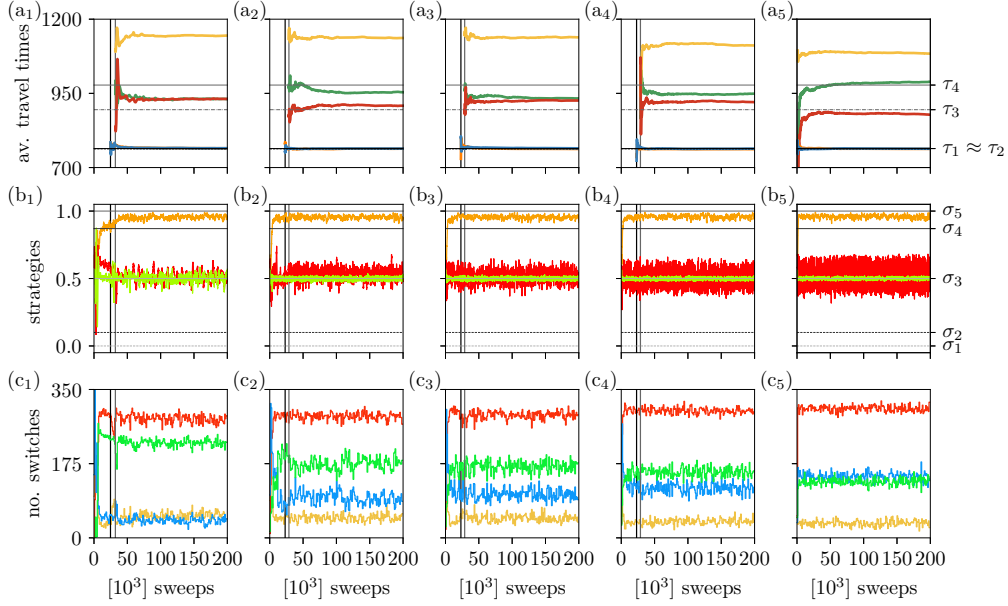 (a₁) (a₂) (a₃) (a₄) (a₅)
av. travel times
1200
950
700
τ₄
τ₃
τ₁ ≈ τ₂
(b₁) (b₂) (b₃) (b₄) (b₅)
strategies
1.0
0.5
0.0
σ₅
σ₄
σ₃
σ₂
σ₁
(c₁) (c₂) (c₃) (c₄) (c₅)
no. switches
350
175
0
0 50 100 150 200 0 50 100 150 200 0 50 100 150 200 0 50 100 150 200 0 50 100 150 200
[10³] sweeps [10³] sweeps [10³] sweeps [10³] sweeps [10³] sweeps